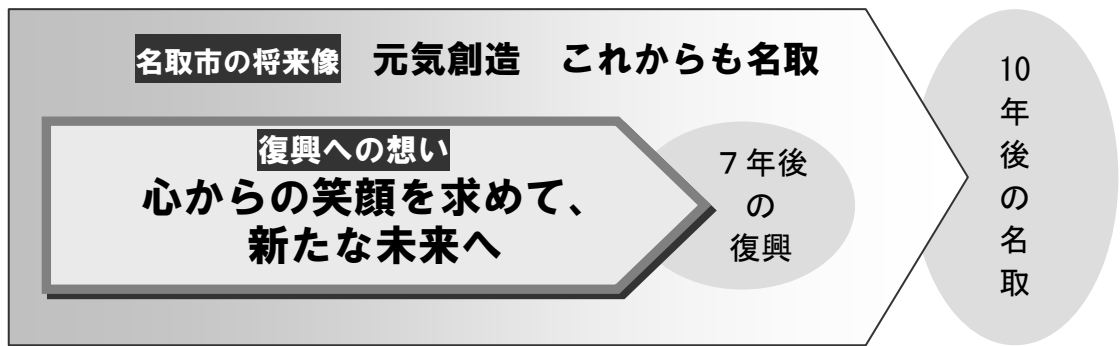 名取市の将来像 元気創造 これからも名取
復興への想い
心からの笑顔を求めて、
新たな未来へ
７年後
の
復興
10年後の名取